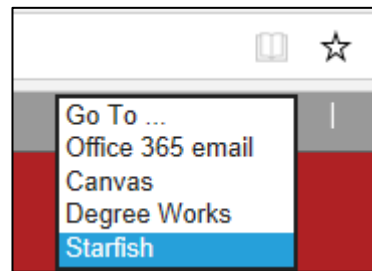 Go To ...
Office 365 email
Canvas
Degree Works
Starfish